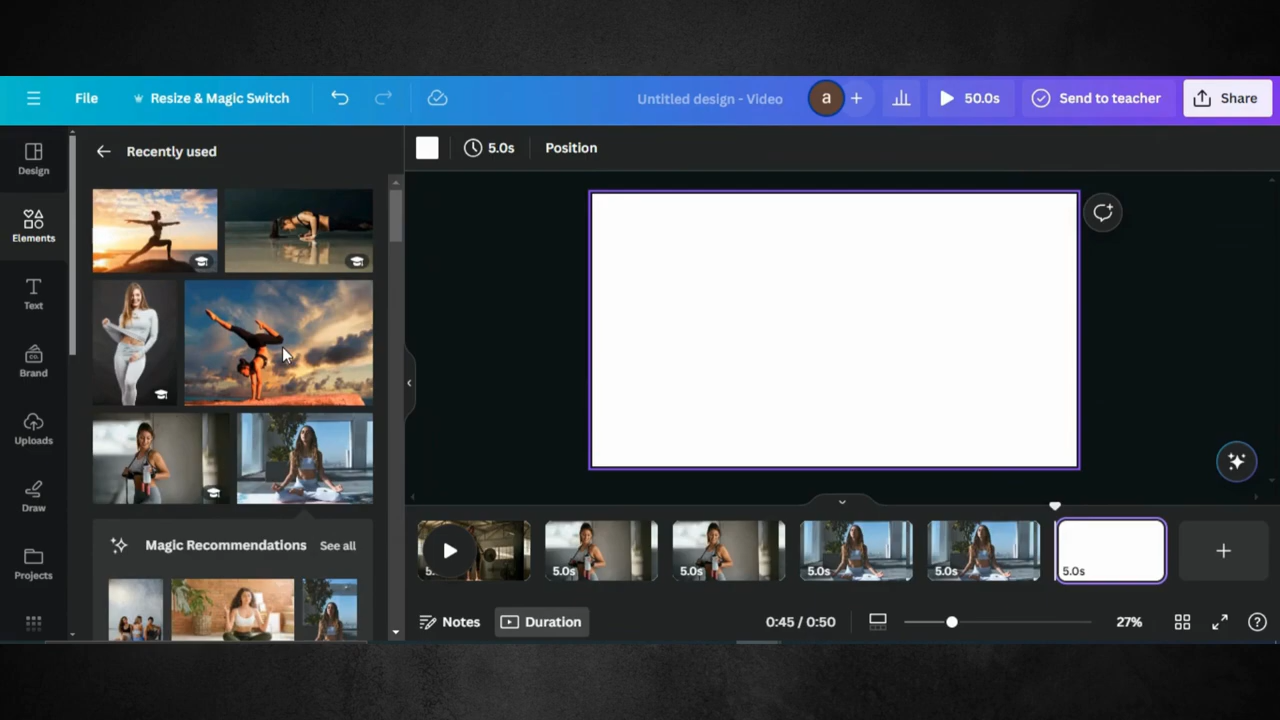 File
Resize & Magic Switch
Untitled design - Video
a
+
50.0s
Send to teacher
Share
Design
Elements
Text
Brand
CO.
Uploads
Draw
Projects
Recently used
5.0s
Position
Magic Recommendations
See all
5.0s
5.0s
5.0s
5.0s
5.0s
+
Notes
Duration
0:45 / 0:50
27%
?